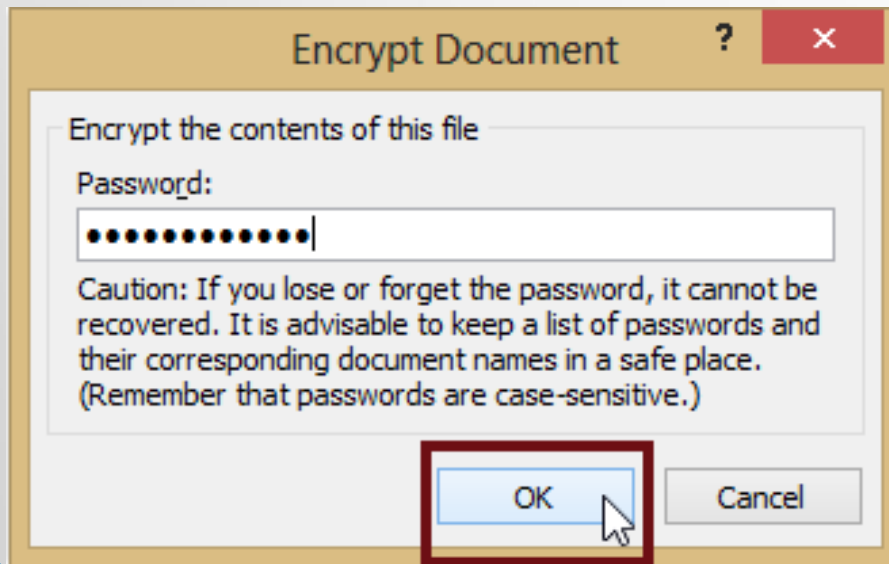 Encrypt Document
?
×
Encrypt the contents of this file
Password:
●●●●●●●●●●●●
Caution: If you lose or forget the password, it cannot be
recovered. It is advisable to keep a list of passwords and
their corresponding document names in a safe place.
(Remember that passwords are case-sensitive.)
OK
Cancel